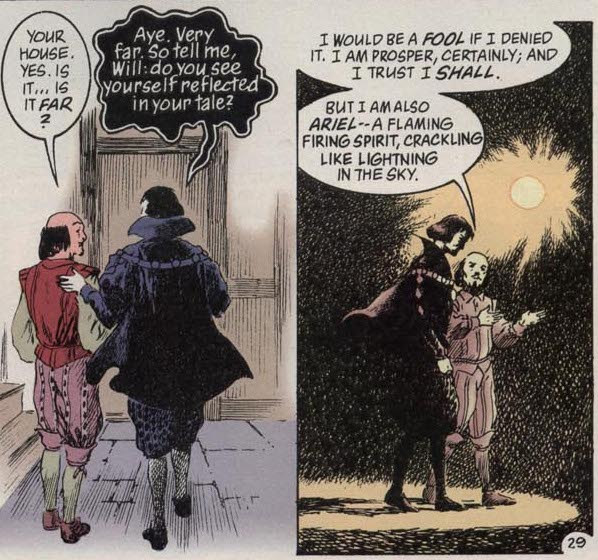 YOUR
HOUSE.
YES. IS
IT... IS
IT FAR
?
Aye. Very
far. So tell me,
Will: do you see
yourself reflected
in your tale?
I WOULD BE A FOOL IF I DENIED
IT. I AM PROSPER, CERTAINLY; AND
I TRUST I SHALL.
BUT I AM ALSO
ARIEL--A FLAMING
FIRING SPIRIT, CRACKLING
LIKE LIGHTNING
IN THE SKY.
29